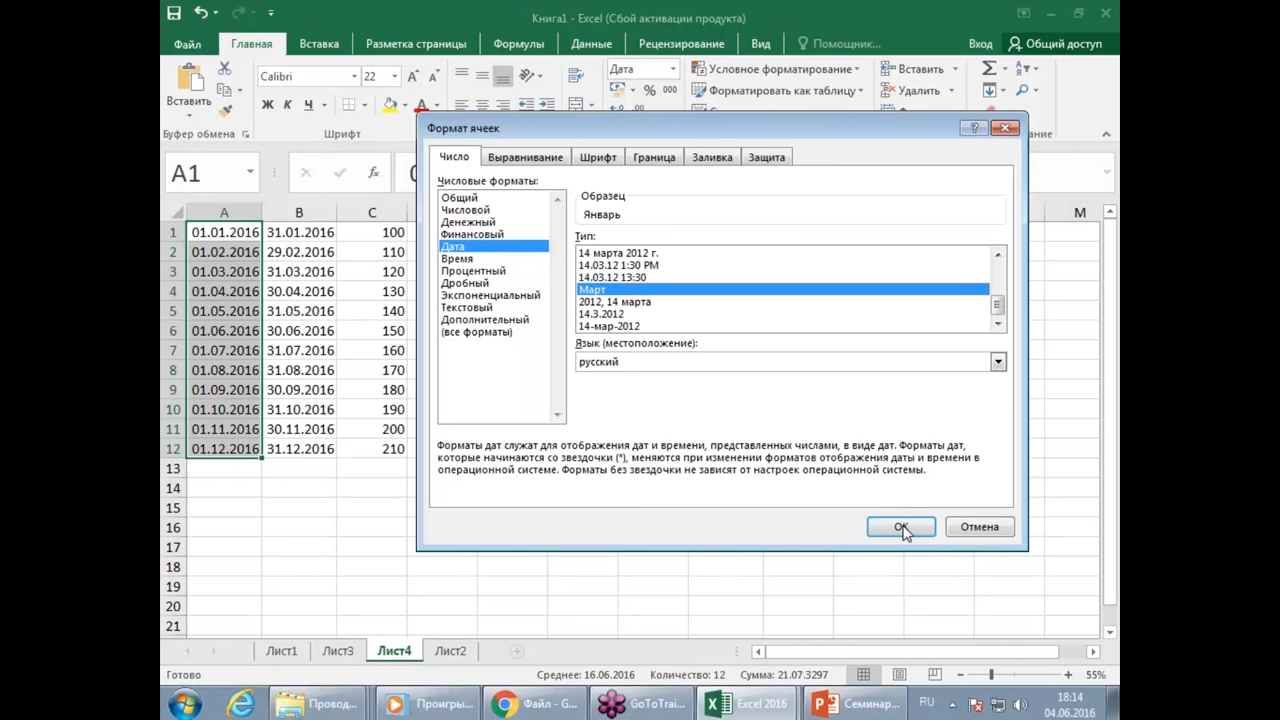 Книга1 - Excel (Сбой активации продукта)
Файл Главная Вставка Разметка страницы Формулы Данные Рецензирование Вид Помощник... Вход Общий доступ
Вставить
Calibri 22
Ж К Ч А
Дата
% 000
Условное форматирование
Форматировать как таблицу
Вставить
Удалить
Буфер обмена Шрифт
A1 fx
Формат ячеек
Число Выравнивание Шрифт Граница Заливка Защита
Числовые форматы:
Общий
Числовой
Денежный
Финансовый
Дата
Время
Процентный
Дробный
Экспоненциальный
Текстовый
Дополнительный
(все форматы)
Образец
Январь
Тип:
14 марта 2012 г.
14.03.12 1:30 PM
14.03.12 13:30
Март
2012, 14 марта
14.3.2012
14-мар-2012
Язык (местоположение):
русский
Форматы дат служат для отображения дат и времени, представленных числами, в виде дат. Форматы дат,
которые начинаются со звездочки (*), меняются при изменении форматов отображения даты и времени в
операционной системе. Форматы без звездочки не зависят от настроек операционной системы.
ОК Отмена
A B C M
1 01.01.2016 31.01.2016 100
2 01.02.2016 29.02.2016 110
3 01.03.2016 31.03.2016 120
4 01.04.2016 30.04.2016 130
5 01.05.2016 31.05.2016 140
6 01.06.2016 30.06.2016 150
7 01.07.2016 31.07.2016 160
8 01.08.2016 31.08.2016 170
9 01.09.2016 30.09.2016 180
10 01.10.2016 31.10.2016 190
11 01.11.2016 30.11.2016 200
12 01.12.2016 31.12.2016 210
13
14
15
16
17
18
19
20
21
Лист1 Лист3 Лист4 Лист2
Готово Среднее: 16.06.2016 Количество: 12 Сумма: 21.07.3297 55%
Провод... Проигры... Файл - G... GoToTrai... Excel 2016 Семинар... RU 18:14
04.06.2016